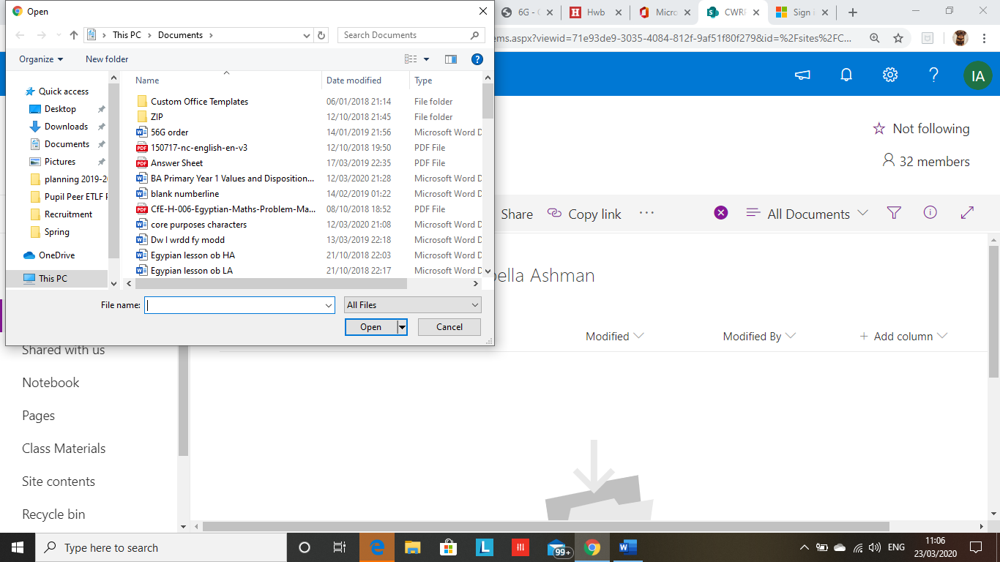 Open
6G - C
Hwb
Micro
CWRF
Sign i
This PC > Documents >
Search Documents
ems.aspx?viewid=71e93de9-3035-4084-812f-9af51f80f279&id=%2Fsites%2FC...
Organize
New folder
IA
Name
Date modified
Type
Quick access
Desktop
Downloads
Documents
Pictures
planning 2019-2
Pupil Peer ETLF F
Recruitment
Spring
OneDrive
This PC
Custom Office Templates 06/01/2018 21:14 File folder
ZIP 12/10/2018 21:45 File folder
56G order 14/01/2019 21:56 Microsoft Word D
150717-nc-english-en-v3 12/10/2018 19:50 PDF File
Answer Sheet 17/03/2019 22:35 PDF File
BA Primary Year 1 Values and Disposition... 12/03/2020 21:28 Microsoft Word D
blank numberline 14/02/2019 01:22 Microsoft Word D
CfE-H-006-Egyptian-Maths-Problem-Ma... 08/10/2018 18:52 PDF File
core purposes characters 12/03/2020 21:08 Microsoft Word D
Dw I wrdd fy modd 13/03/2019 22:18 Microsoft Word D
Egypian lesson ob HA 21/10/2018 22:03 Microsoft Word D
Egypian lesson ob LA 21/10/2018 22:17 Microsoft Word D
File name:
All Files
Open
Cancel
Not following
32 members
Share
Copy link
...
All Documents
bella Ashman
Modified
Modified By
+ Add column
Shared with us
Notebook
Pages
Class Materials
Site contents
Recycle bin
Type here to search
99+
ENG
11:06
23/03/2020